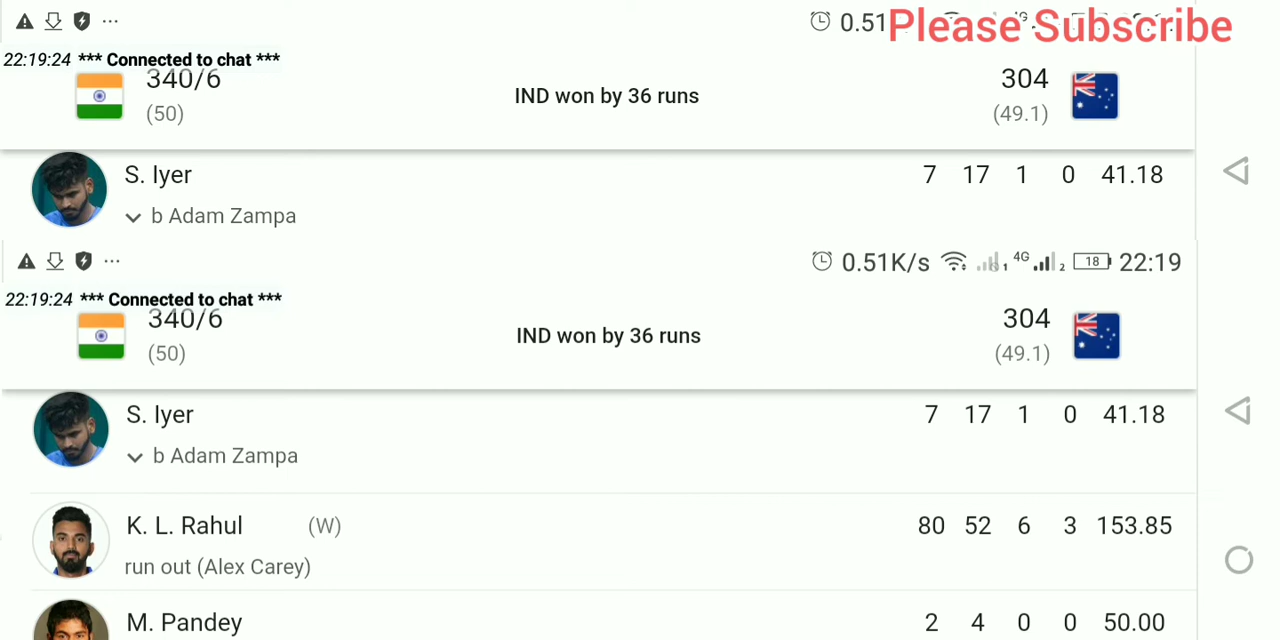 0.51 Please Subscribe
22:19:24 *** Connected to chat ***
340/6 IND won by 36 runs 304
(50) (49.1)
S. Iyer 7 17 1 0 41.18
b Adam Zampa
0.51K/s 4G 1 2 18 22:19
22:19:24 *** Connected to chat ***
340/6 IND won by 36 runs 304
(50) (49.1)
S. Iyer 7 17 1 0 41.18
b Adam Zampa
K. L. Rahul (W) 80 52 6 3 153.85
run out (Alex Carey)
M. Pandey 2 4 0 0 50.00